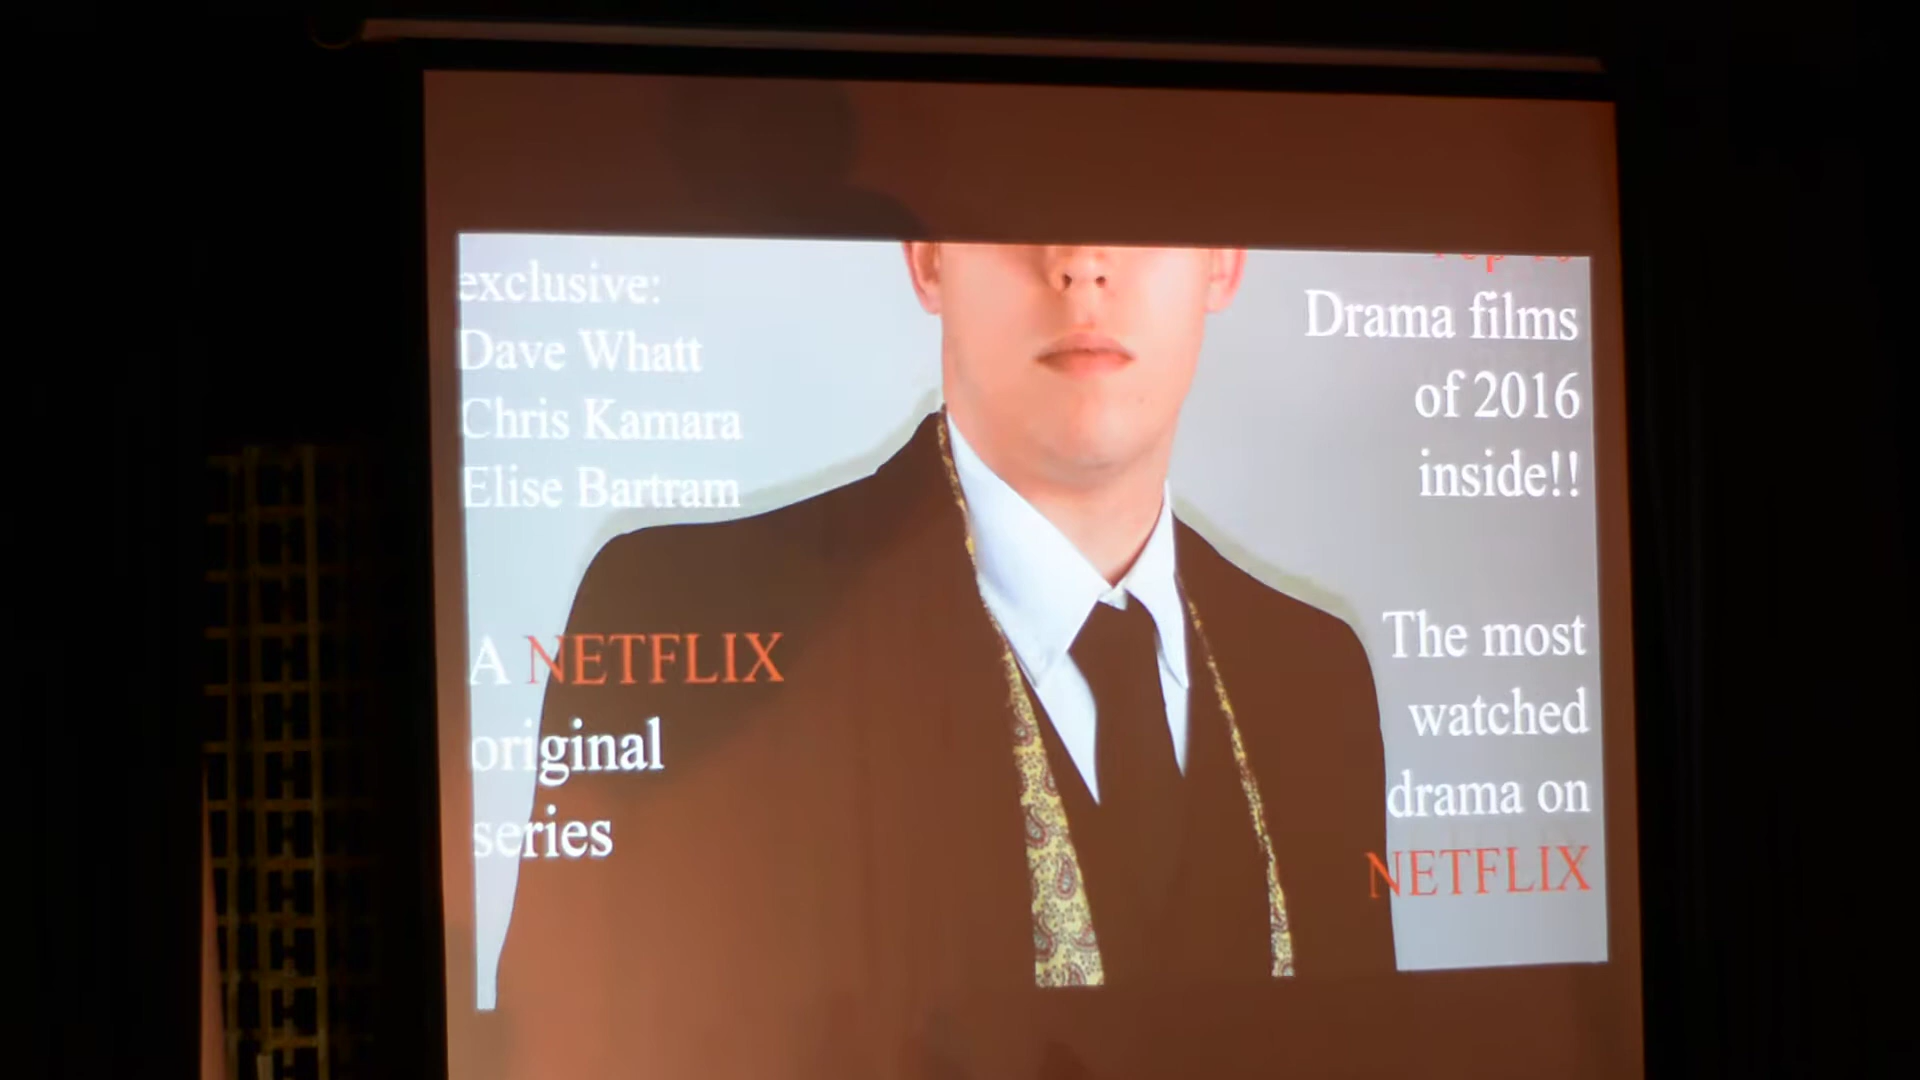 exclusive:
Dave Whatt
Chris Kamara
Elise Bartram
A NETFLIX
original
series
Drama films
of 2016
inside!!
The most
watched
drama on
NETFLIX